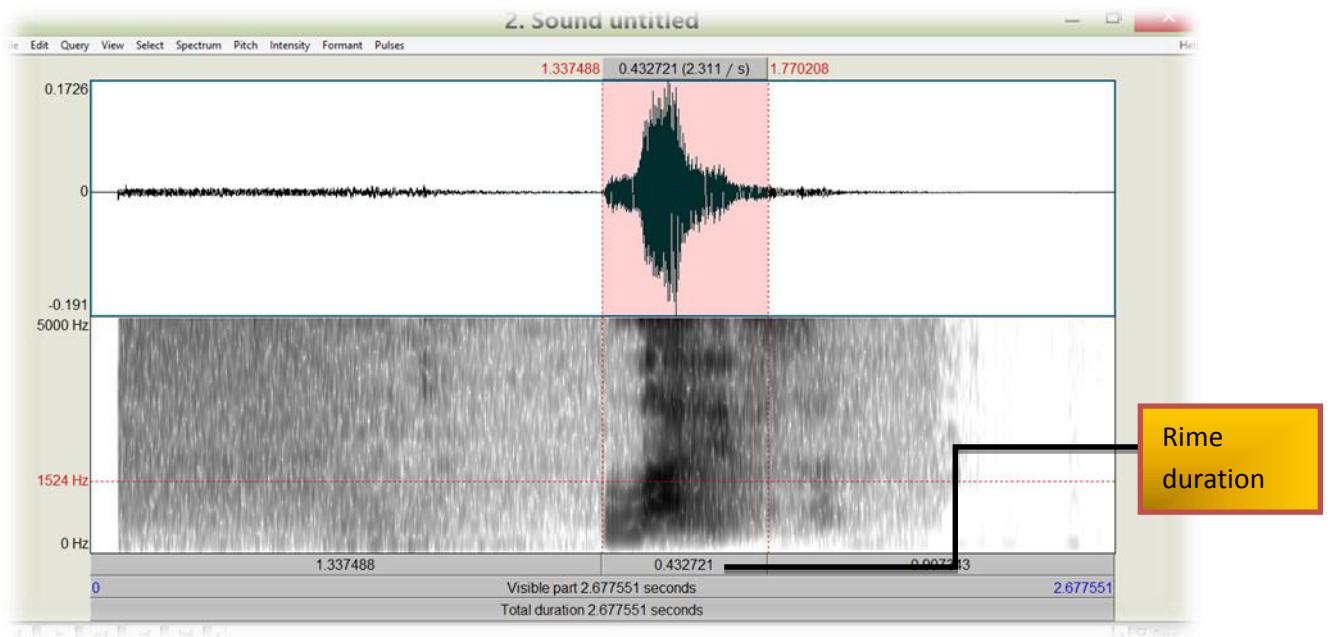 2. Sound untitled
Edit Query View Select Spectrum Pitch Intensity Formant Pulses
1.337488 0.432721 (2.311 / s) 1.770208
0.1726
0
-0.191
5000 Hz
1524 Hz
0 Hz
Rime
duration
1.337488 0.432721
0 Visible part 2.677551 seconds 2.677551
Total duration 2.677551 seconds